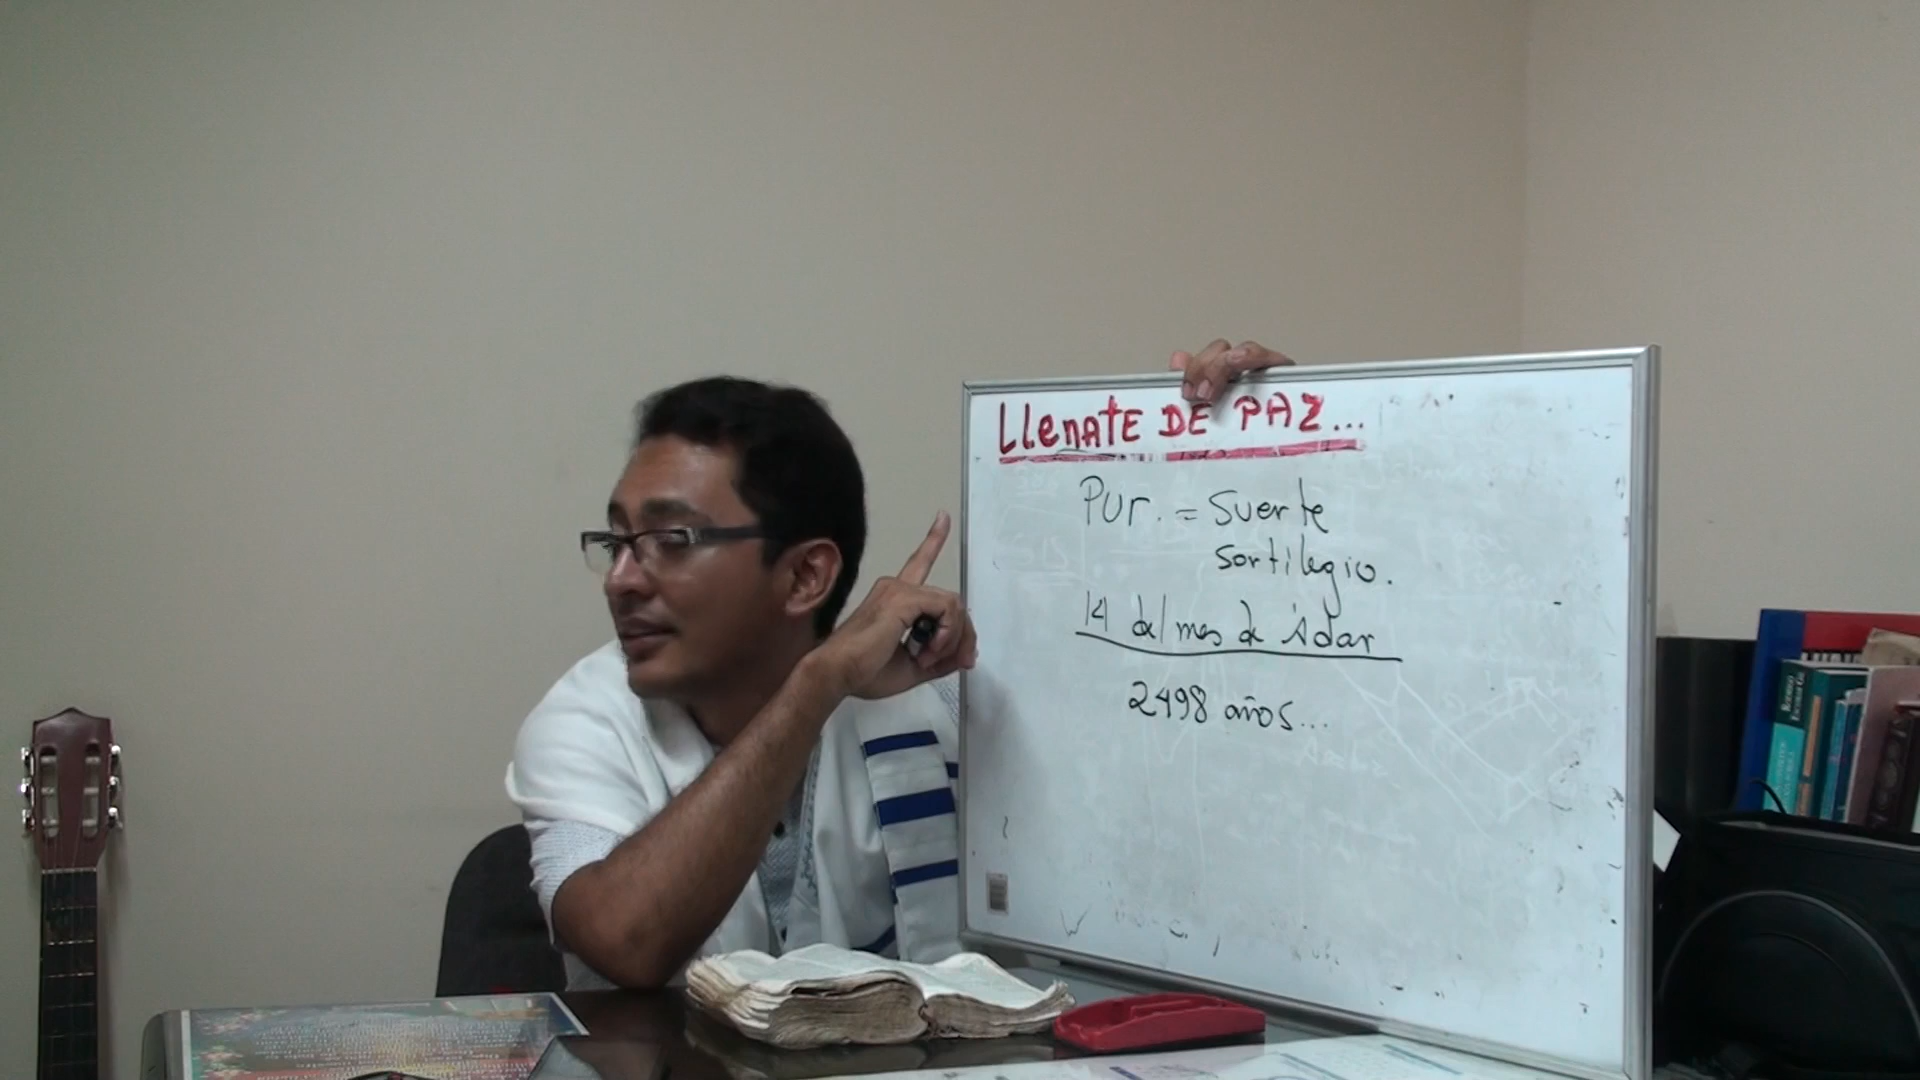 LLenATE DE PAZ...
Pur. = Suerte
sortilegio.
14 del mes de Adar
2498 años...